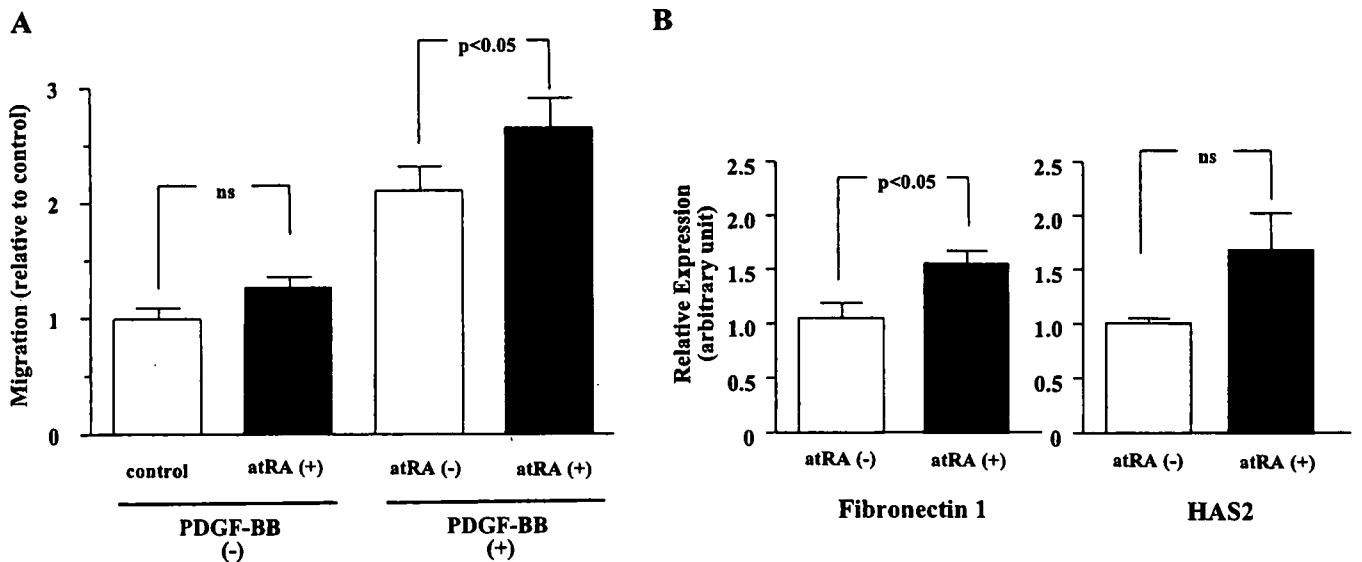 A
Migration (relative to control)
3
2
1
0
ns
p<0.05
control
atRA (+)
atRA (-)
atRA (+)
PDGF-BB
(-)
PDGF-BB
(+)
B
Relative Expression
(arbitrary unit)
2.5
2.0
1.5
1.0
0.5
0
p<0.05
atRA (-)
atRA (+)
Fibronectin 1
2.5
2.0
1.5
1.0
0.5
0
ns
atRA (-)
atRA (+)
HAS2